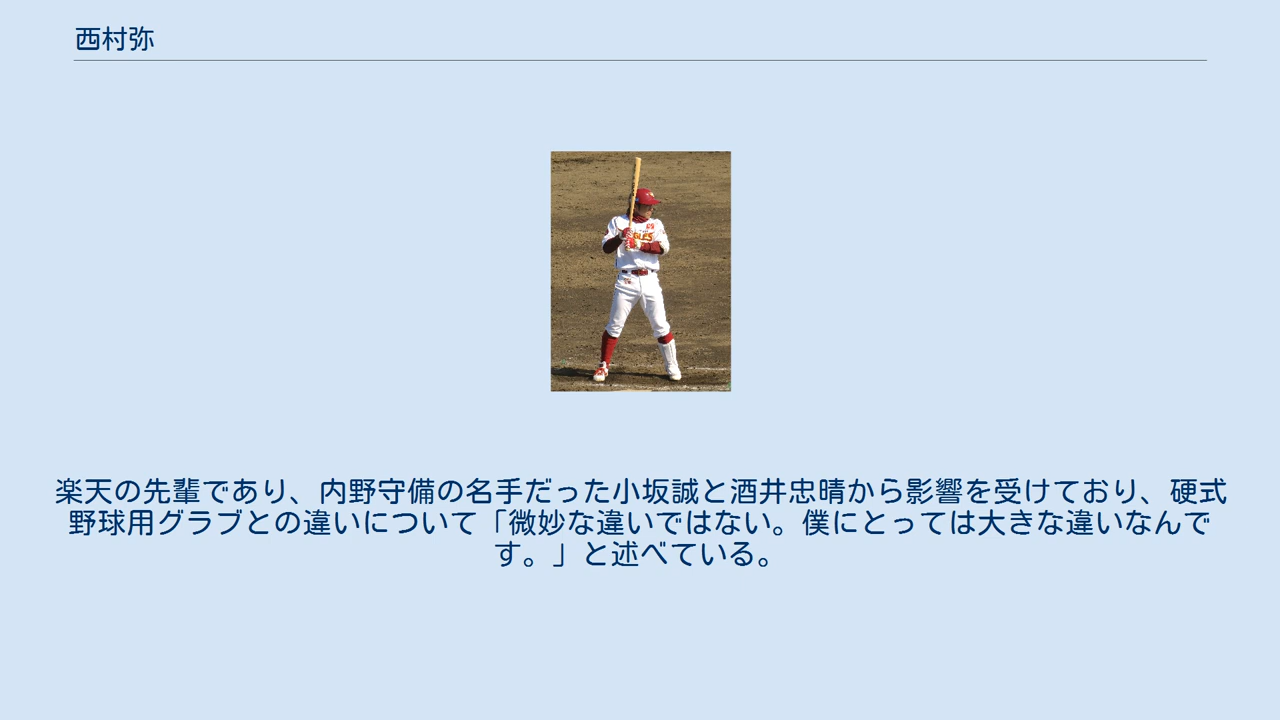 西村弥
楽天の先輩であり、内野守備の名手だった小坂誠と酒井忠晴から影響を受けており、硬式
野球用グラブとの違いについて「微妙な違いではない。僕にとっては大きな違いなんで
す。」と述べている。